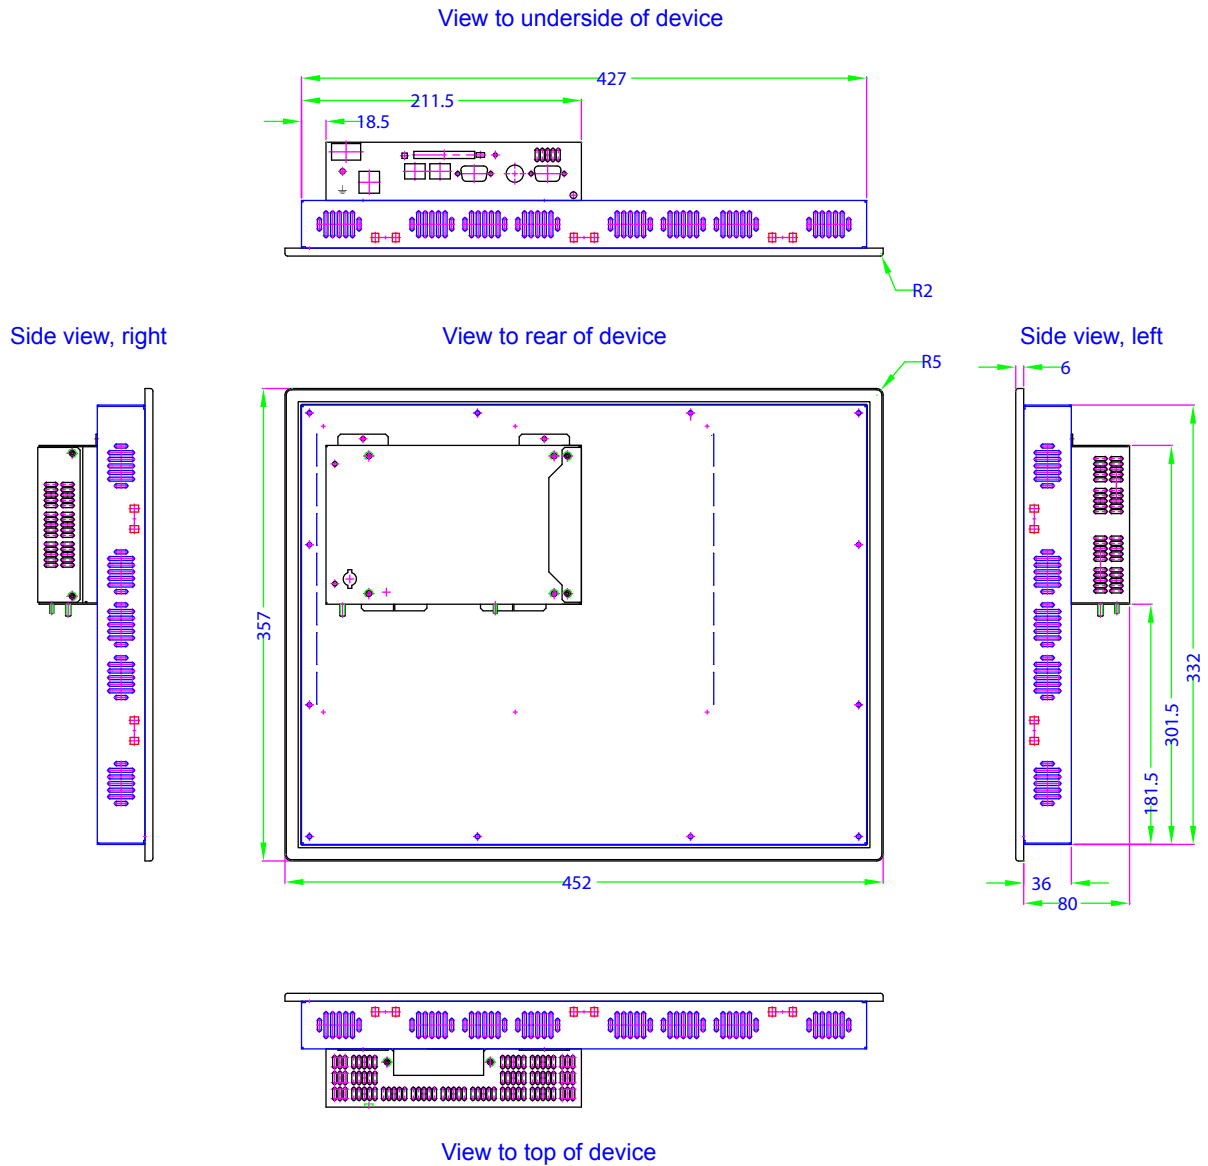 View to underside of device
427
211.5
18.5
R2
Side view, right
View to rear of device
Side view, left
R5
6
357
332
301.5
181.5
452
36
80
View to top of device